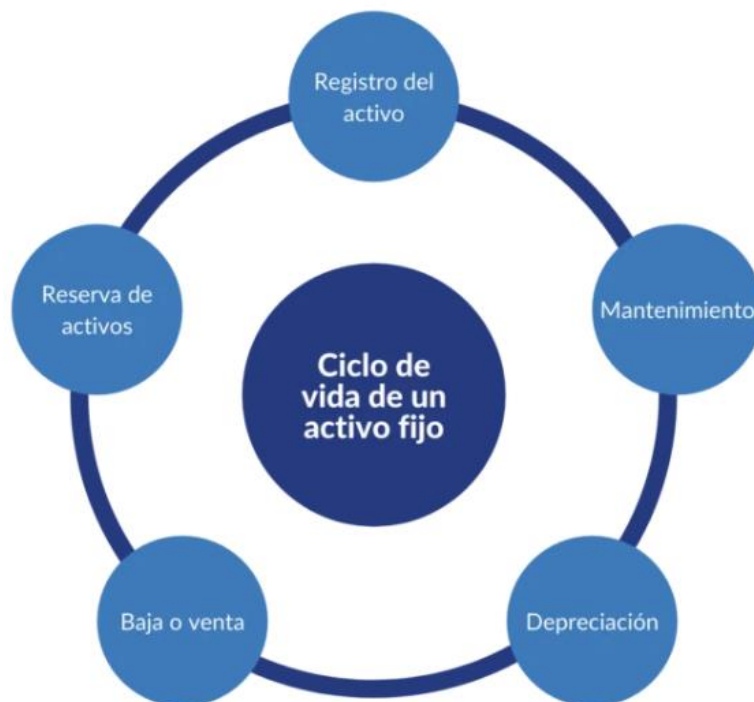 Registro del
activo
Mantenimiento
Depreciación
Baja o venta
Reserva de
activos
Ciclo de
vida de un
activo fijo